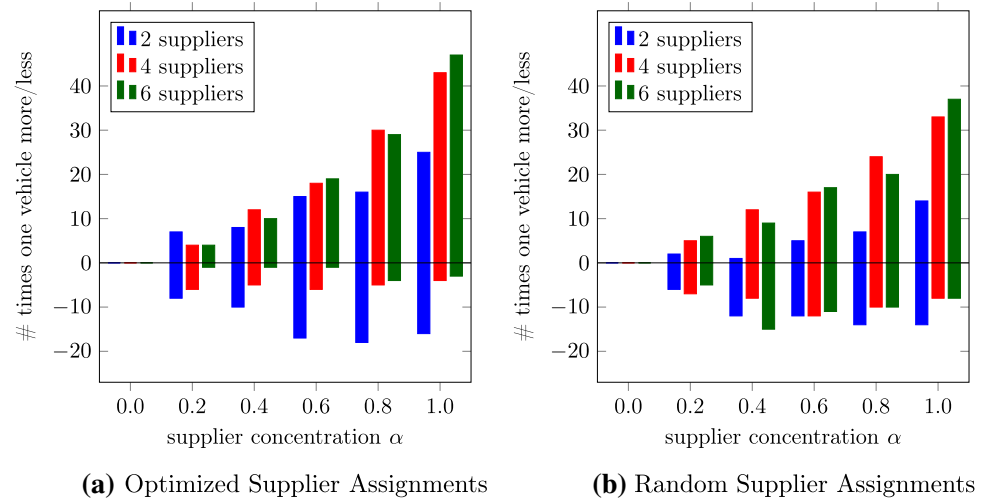 # times one vehicle more/less
40
30
20
10
0
−10
−20
2 suppliers
4 suppliers
6 suppliers
0.0 0.2 0.4 0.6 0.8 1.0
supplier concentration α
(a) Optimized Supplier Assignments
# times one vehicle more/less
40
30
20
10
0
−10
−20
2 suppliers
4 suppliers
6 suppliers
0.0 0.2 0.4 0.6 0.8 1.0
supplier concentration α
(b) Random Supplier Assignments